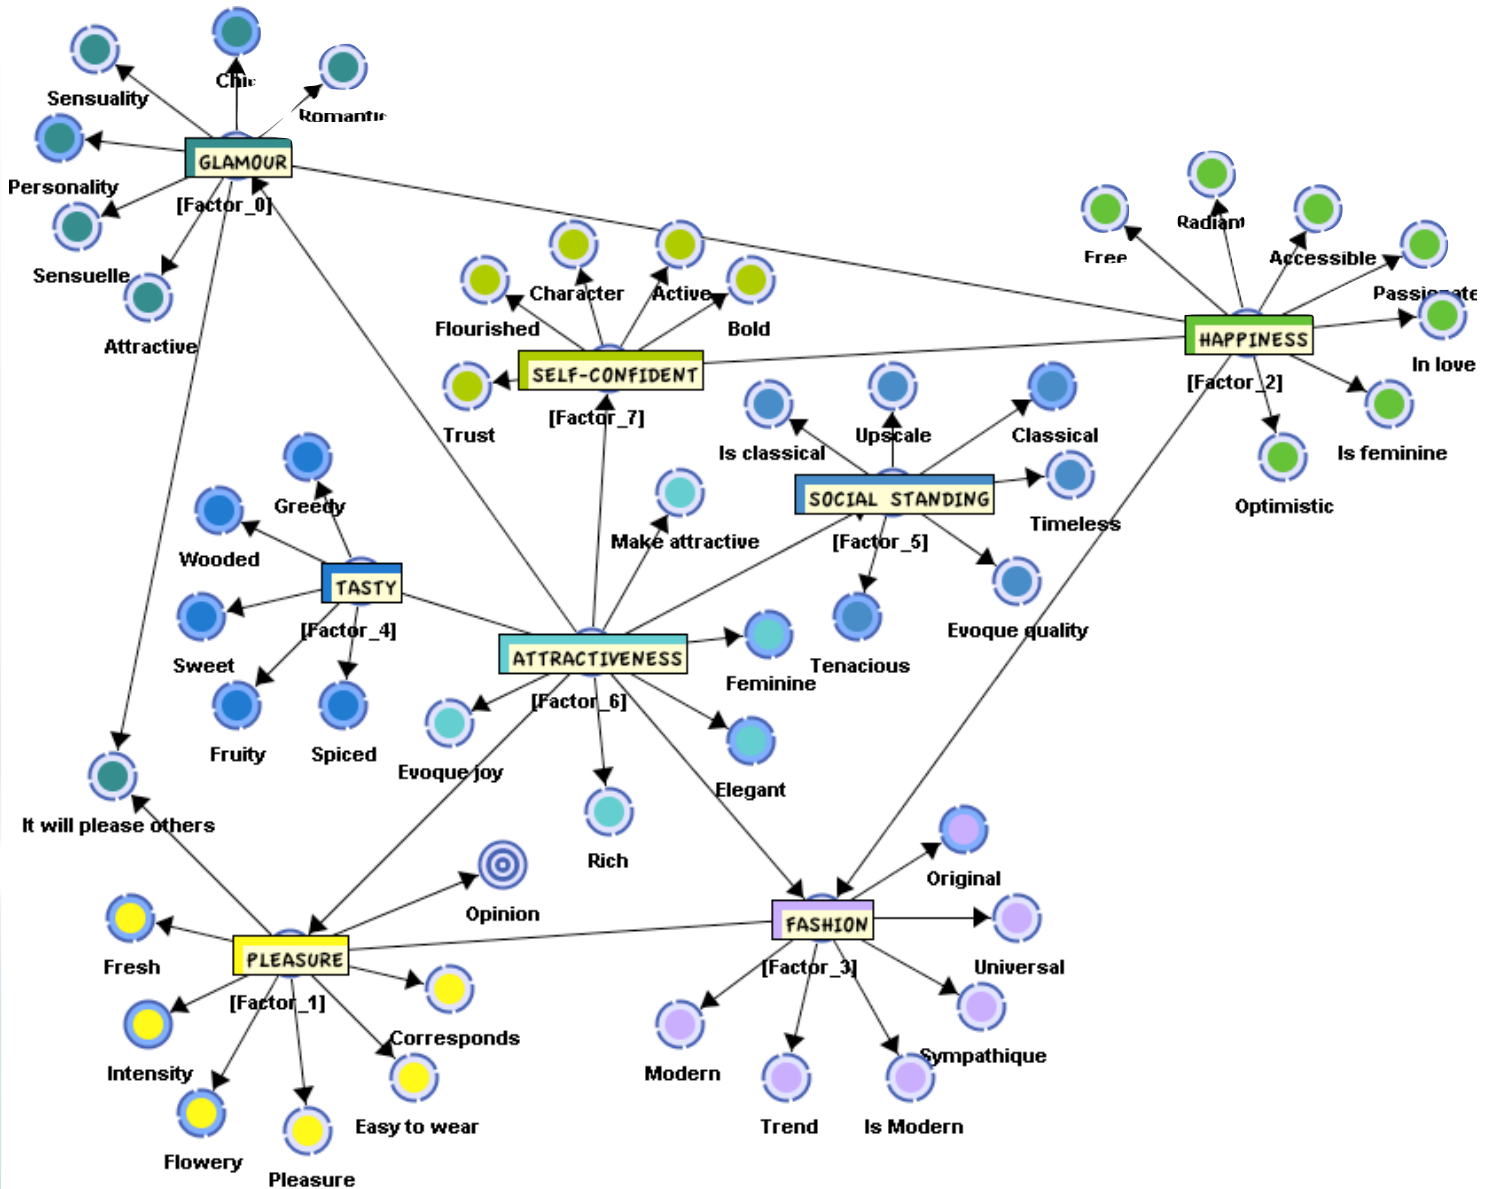 Chic
Sensuality
Romantic
GLAMOUR
[Factor_0]
Personality
Sensuelle
Attractive
Free
Radiant
Accessible
Passionate
HAPPINESS
[Factor_2]
In love
Is feminine
Optimistic
Flourished
Character
Active
Bold
SELF-CONFIDENT
[Factor_7]
Trust
Is classical
Upscale
Classical
SOCIAL STANDING
[Factor_5]
Timeless
Evoque quality
Tenacious
Greedy
Wooded
TASTY
[Factor_4]
Sweet
Fruity
Spiced
Make attractive
ATTRACTIVENESS
[Factor_6]
Feminine
Evoque joy
Elegant
Rich
It will please others
Opinion
Fresh
PLEASURE
[Factor_1]
Corresponds
Intensity
Easy to wear
Flowery
Pleasure
Original
FASHION
[Factor_3]
Universal
Sympathique
Modern
Trend
Is Modern